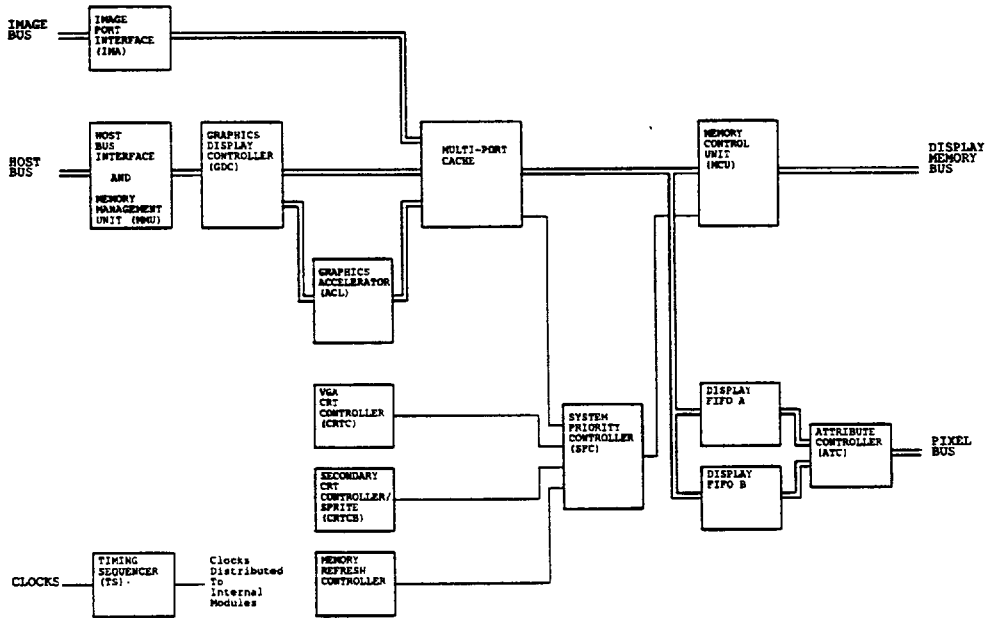 IMAGE
BUS
IMAGE
PORT
INTERFACE
(IMA)
HOST
BUS
HOST
BUS
INTERFACE
AND
MEMORY
MANAGEMENT
UNIT (MMU)
GRAPHICS
DISPLAY
CONTROLLER
(GDC)
GRAPHICS
ACCELERATOR
(ACL)
MULTI-PORT
CACHE
MEMORY
CONTROL
UNIT
(MCU)
DISPLAY
MEMORY
BUS
VGA
CRT
CONTROLLER
(CRTC)
SECONDARY
CRT
CONTROLLER/
SPRITE
(CRTCB)
MEMORY
REFRESH
CONTROLLER
SYSTEM
PRIORITY
CONTROLLER
(SPC)
DISPLAY
FIFO A
DISPLAY
FIFO B
ATTRIBUTE
CONTROLLER
(ATC)
PIXEL
BUS
CLOCKS
TIMING
SEQUENCER
(TS)
Clocks
Distributed
To
Internal
Modules